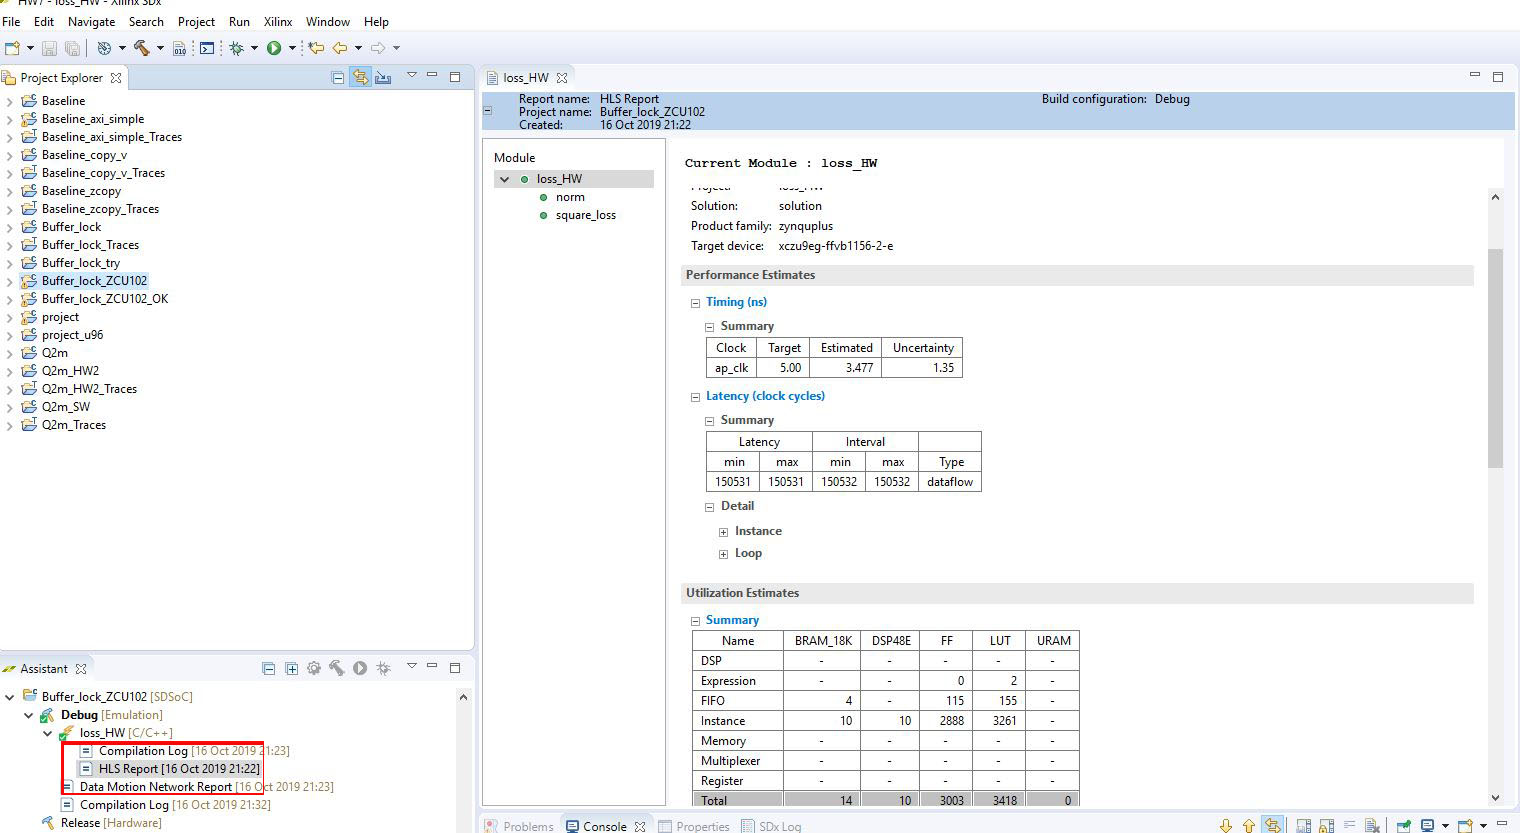 HW7 - loss_HW - Xilinx SDx
File Edit Navigate Search Project Run Xilinx Window Help
Project Explorer
Baseline
Baseline_axi_simple
Baseline_axi_simple_Traces
Baseline_copy_v
Baseline_copy_v_Traces
Baseline_zcopy
Baseline_zcopy_Traces
Buffer_lock
Buffer_lock_Traces
Buffer_lock_try
Buffer_lock_ZCU102
Buffer_lock_ZCU102_OK
project
project_u96
Q2m
Q2m_HW2
Q2m_HW2_Traces
Q2m_SW
Q2m_Traces
Assistant
Buffer_lock_ZCU102 [SDSoC]
Debug [Emulation]
loss_HW [C/C++]
Compilation Log [16 Oct 2019 21:23]
HLS Report [16 Oct 2019 21:22]
Data Motion Network Report [16 Oct 2019 21:23]
Compilation Log [16 Oct 2019 21:32]
Release [Hardware]
loss_HW
Report name: HLS Report Build configuration: Debug
Project name: Buffer_lock_ZCU102
Created: 16 Oct 2019 21:22
Module
loss_HW
norm
square_loss
Current Module : loss_HW
Project: loss_HW
Solution: solution
Product family: zynquplus
Target device: xczu9eg-ffvb1156-2-e
Performance Estimates
Timing (ns)
Summary
Clock Target Estimated Uncertainty
ap_clk 5.00 3.477 1.35
Latency (clock cycles)
Summary
Latency Interval
min max min max Type
150531 150531 150532 150532 dataflow
Detail
Instance
Loop
Utilization Estimates
Summary
Name BRAM_18K DSP48E FF LUT URAM
DSP - - - - -
Expression - - 0 2 -
FIFO 4 - 115 155 -
Instance 10 10 2888 3261 -
Memory - - - - -
Multiplexer - - - - -
Register - - - - -
Total 14 10 3003 3418 0
Problems Console Properties SDx Log